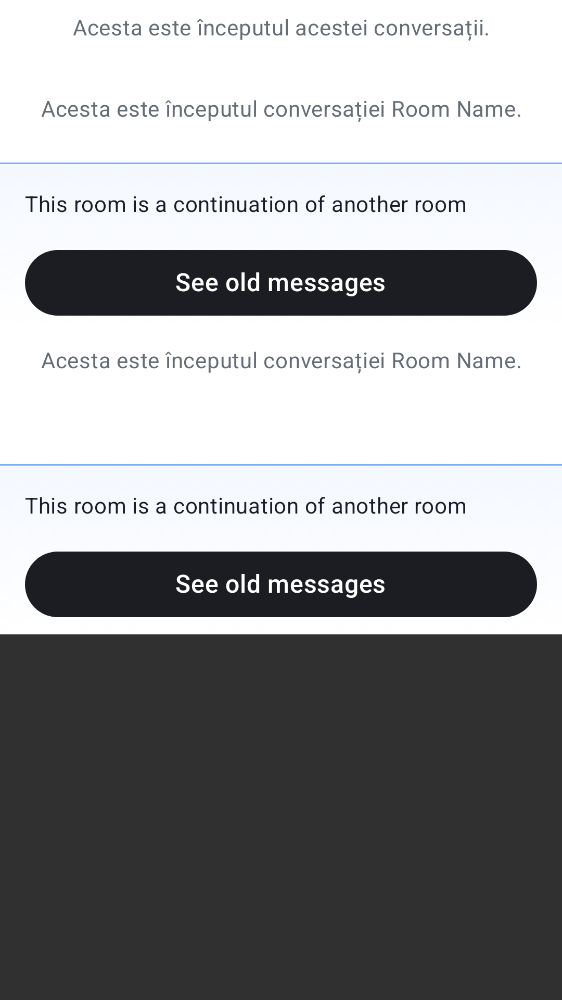 Acesta este începutul acestei conversații.
Acesta este începutul conversației Room Name.
This room is a continuation of another room
See old messages
Acesta este începutul conversației Room Name.
This room is a continuation of another room
See old messages